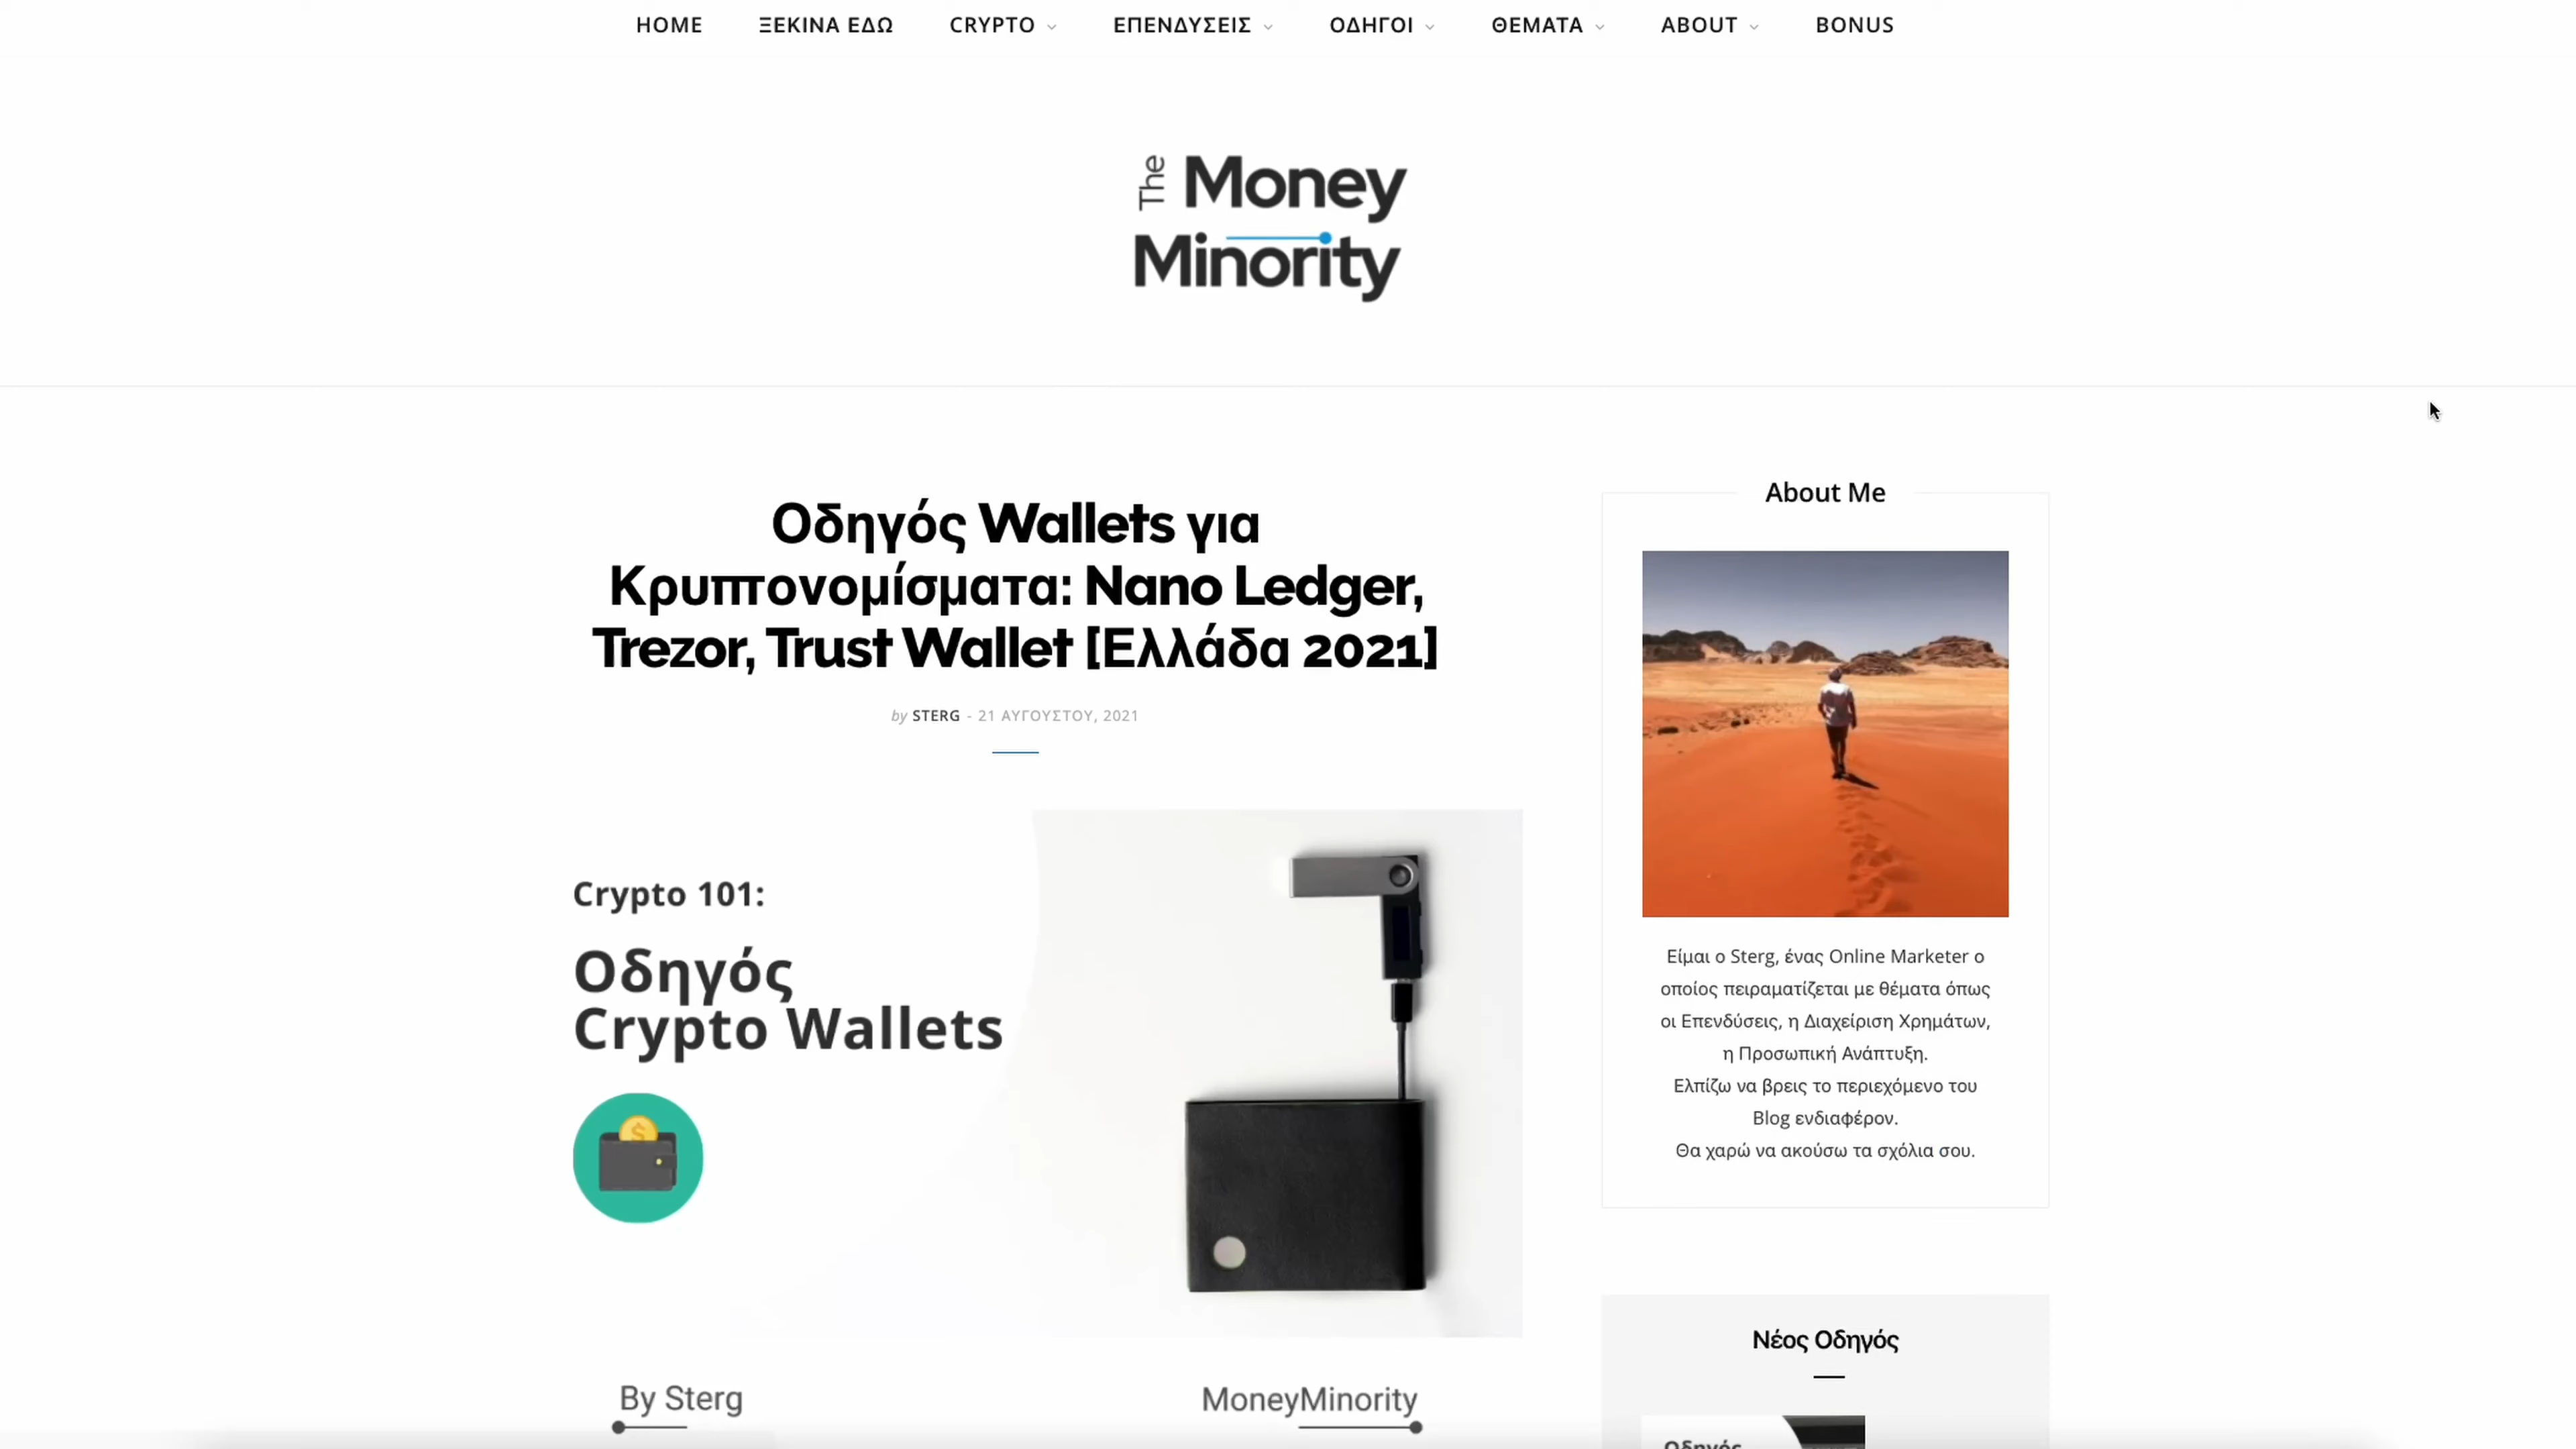 HOME ΞΕΚΙΝΑ ΕΔΩ CRYPTO ΕΠΕΝΔΥΣΕΙΣ ΟΔΗΓΟΙ ΘΕΜΑΤΑ ABOUT BONUS
The Money
Minority
Οδηγός Wallets για
Κρυπτονομίσματα: Nano Ledger,
Trezor, Trust Wallet [Ελλάδα 2021]
by STERG - 21 ΑΥΓΟΥΣΤΟΥ, 2021
Crypto 101:
Οδηγός
Crypto Wallets
By Sterg
MoneyMinority
About Me
Είμαι ο Sterg, ένας Online Marketer ο
οποίος πειραματίζεται με θέματα όπως
οι Επενδύσεις, η Διαχείριση Χρημάτων,
η Προσωπική Ανάπτυξη.
Ελπίζω να βρεις το περιεχόμενο του
Blog ενδιαφέρον.
Θα χαρώ να ακούσω τα σχόλια σου.
Νέος Οδηγός